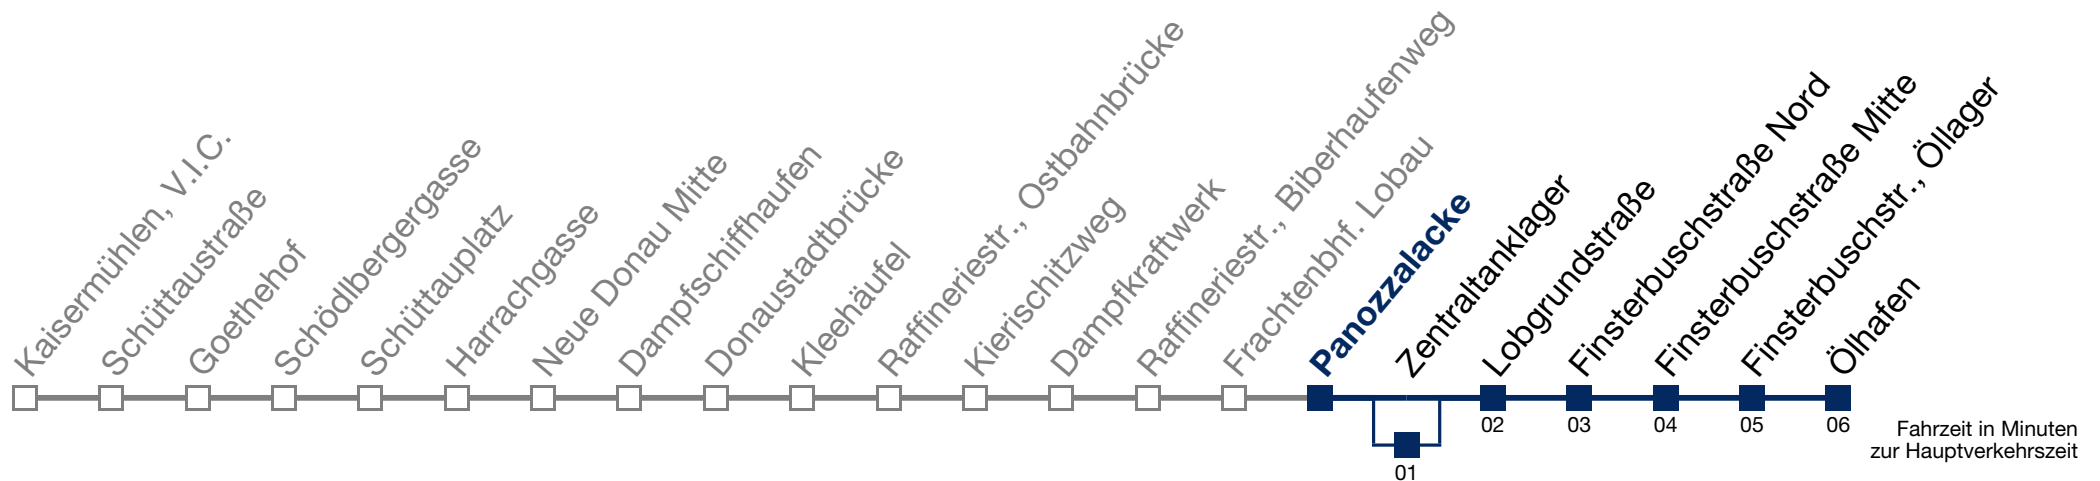 Kaisermühlen, V.I.C.
Schüttaustraße
Goethehof
Schödlbergergasse
Schüttauplatz
Harrachgasse
Neue Donau Mitte
Dampfschiffhaufen
Donaustadtbrücke
Kleehäufel
Raffineriestr., Ostbahnbrücke
Kierischitzweg
Dampfkraftwerk
Raffineriestr., Biberhaufenweg
Frachtenbhf. Lobau
Panozzalacke
Zentraltanklager
Lobgrundstraße
Finsterbuschstraße Nord
Finsterbuschstraße Mitte
Finsterbuschstr., Öllager
Ölhafen
01
02
03
04
05
06
Fahrzeit in Minuten
zur Hauptverkehrszeit